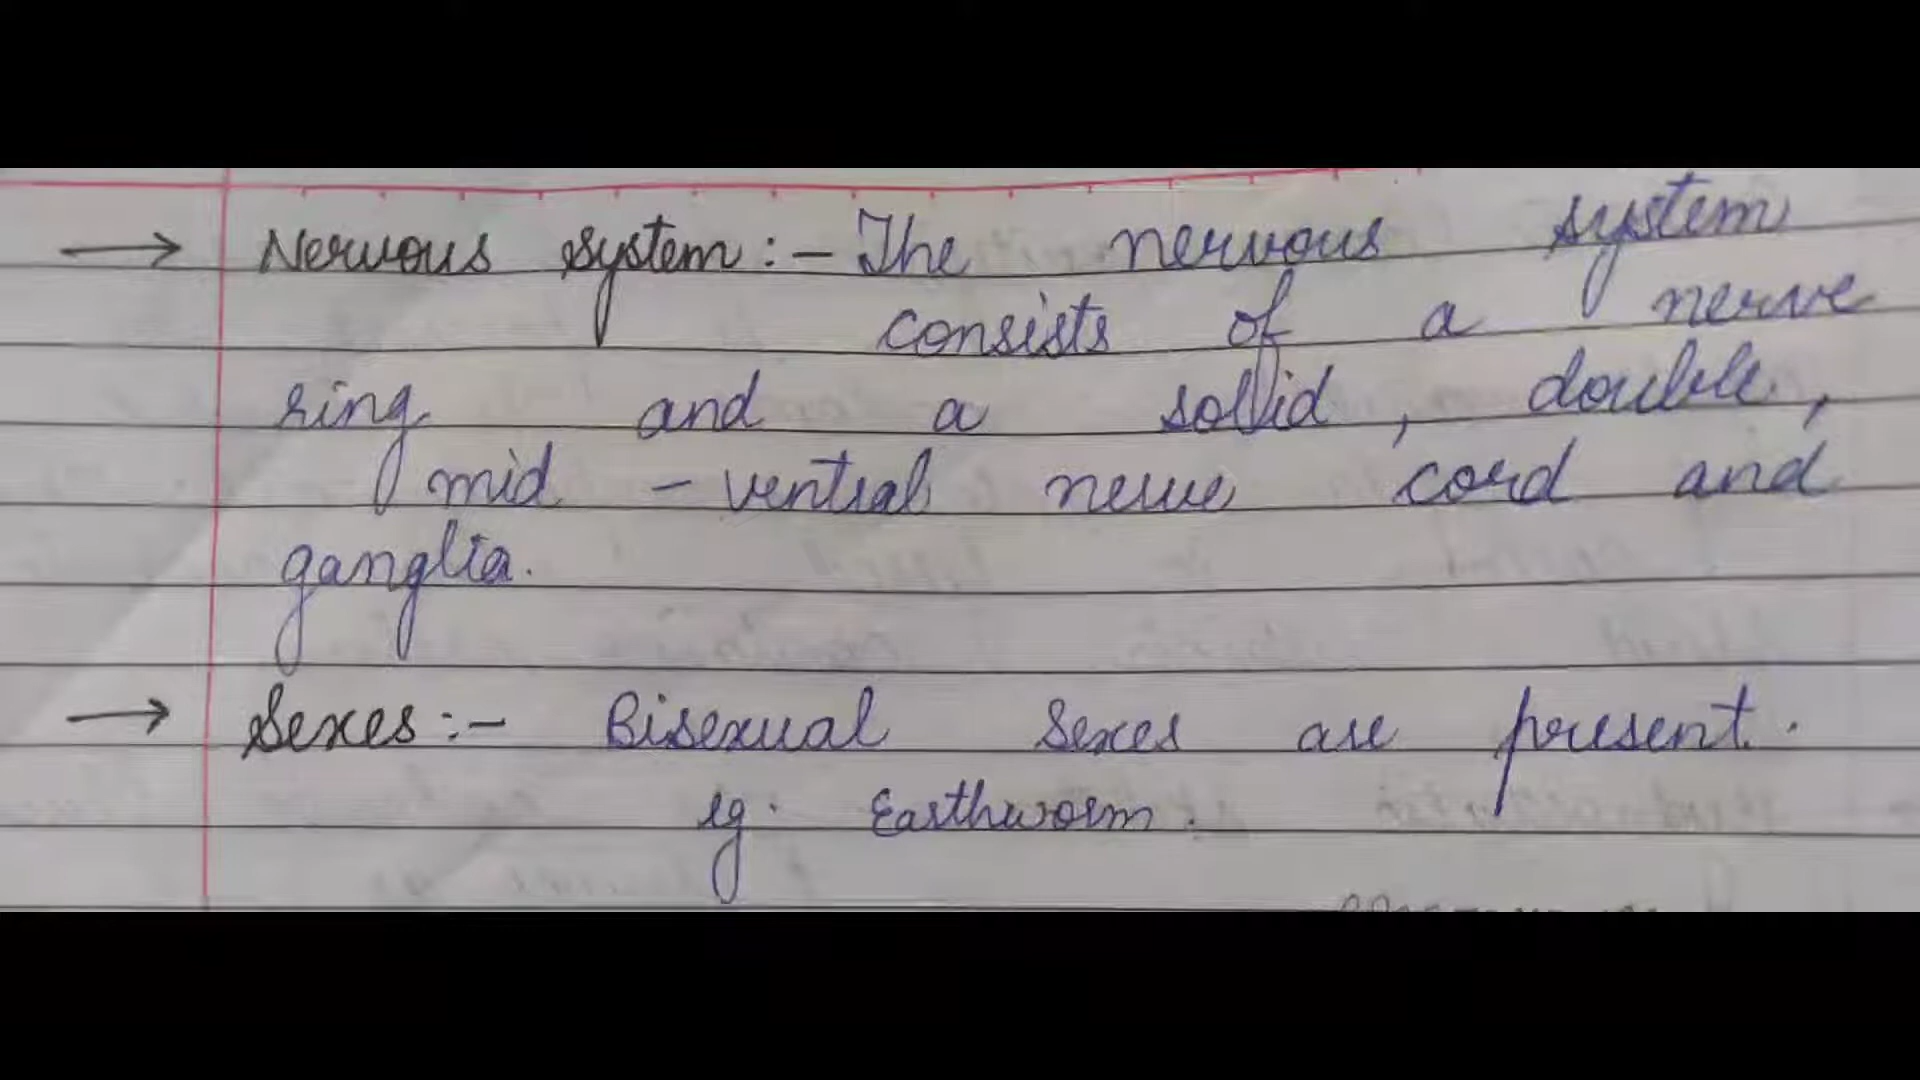 → Nervous system :- The nervous system
consists of a nerve
ring and a solid, double,
mid - ventral nerve cord and
ganglia.
→ Sexes :- Bisexual Sexes are present.
eg. Earthworm.